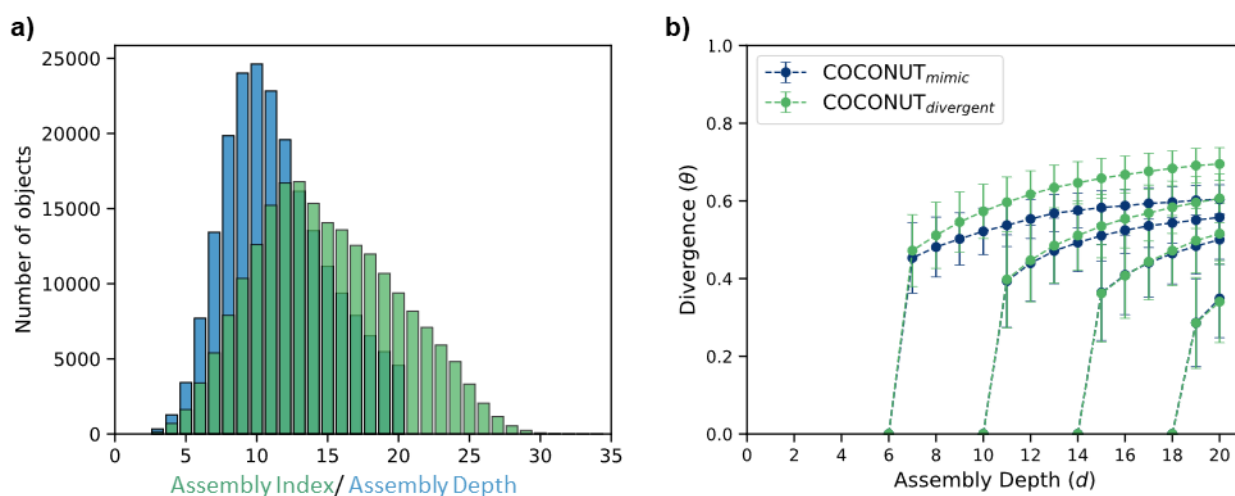 a)
25000
20000
15000
10000
5000
0
Number of objects
0 5 10 15 20 25 30 35
Assembly Index/ Assembly Depth
b)
1.0
0.8
0.6
0.4
0.2
0.0
Divergence (θ)
COCONUTmimic
COCONUTdivergent
0 2 4 6 8 10 12 14 16 18 20
Assembly Depth (d)